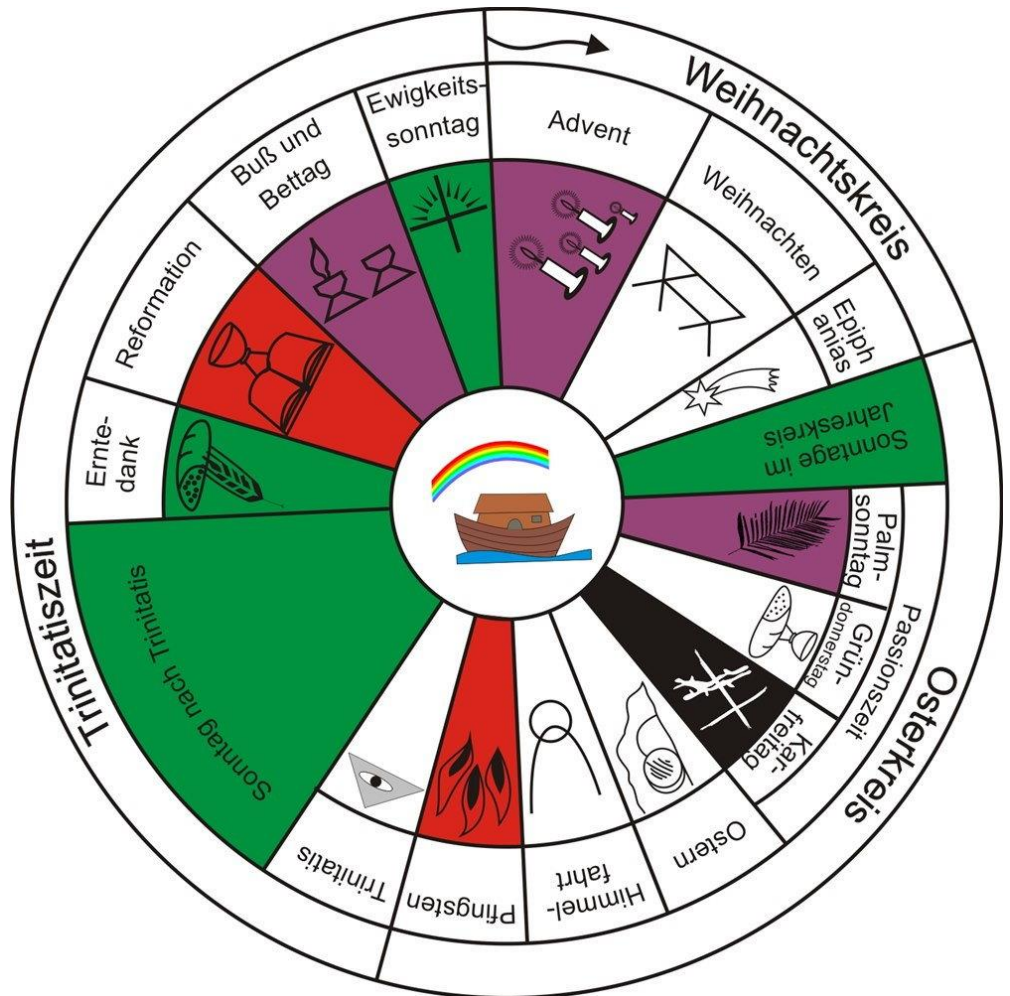 Weihnachtskreis
Advent
Weihnachten
Epiph
anias
Sonntage im
Jahreskreis
Osterkreis
Passionszeit
Palm-
sonntag
Grün-
donnerstag
Kar-
freitag
Ostern
Himmel-
fahrt
Pfingsten
Trinitatis
Trinitatiszeit
Sonntag nach Trinitatis
Ernte-
dank
Reformation
Buß und
Bettag
Ewigkeits-
sonntag